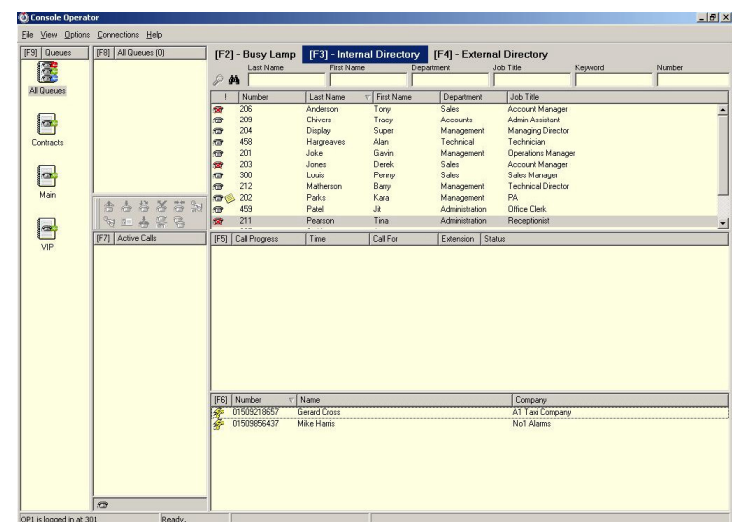 Console Operator
File View Options Connections Help
[F9] Queues
[F8] All Queues (0)
[F2] - Busy Lamp [F3] - Internal Directory [F4] - External Directory
Last Name First Name Department Job Title Keyword Number
All Queues
Contracts
Main
VIP
! Number Last Name First Name Department Job Title
206 Anderson Tony Sales Account Manager
209 Chivers Tracy Accounts Admin Assistant
204 Display Super Management Managing Director
458 Hargreaves Alan Technical Technician
201 Joke Gavin Management Operations Manager
203 Jones Derek Sales Account Manager
300 Louis Penny Sales Sales Manager
212 Matherson Barry Management Technical Director
202 Parks Kara Management PA
459 Patel Jit Administration Office Clerk
211 Pearson Tina Administration Receptionist
[F7] Active Calls
[F5] Call Progress Time Call For Extension Status
[F6] Number Name Company
01509218657 Gerard Cross A1 Taxi Company
01509856437 Mike Harris No1 Alarms
OP1 is logged in at 301 Ready.